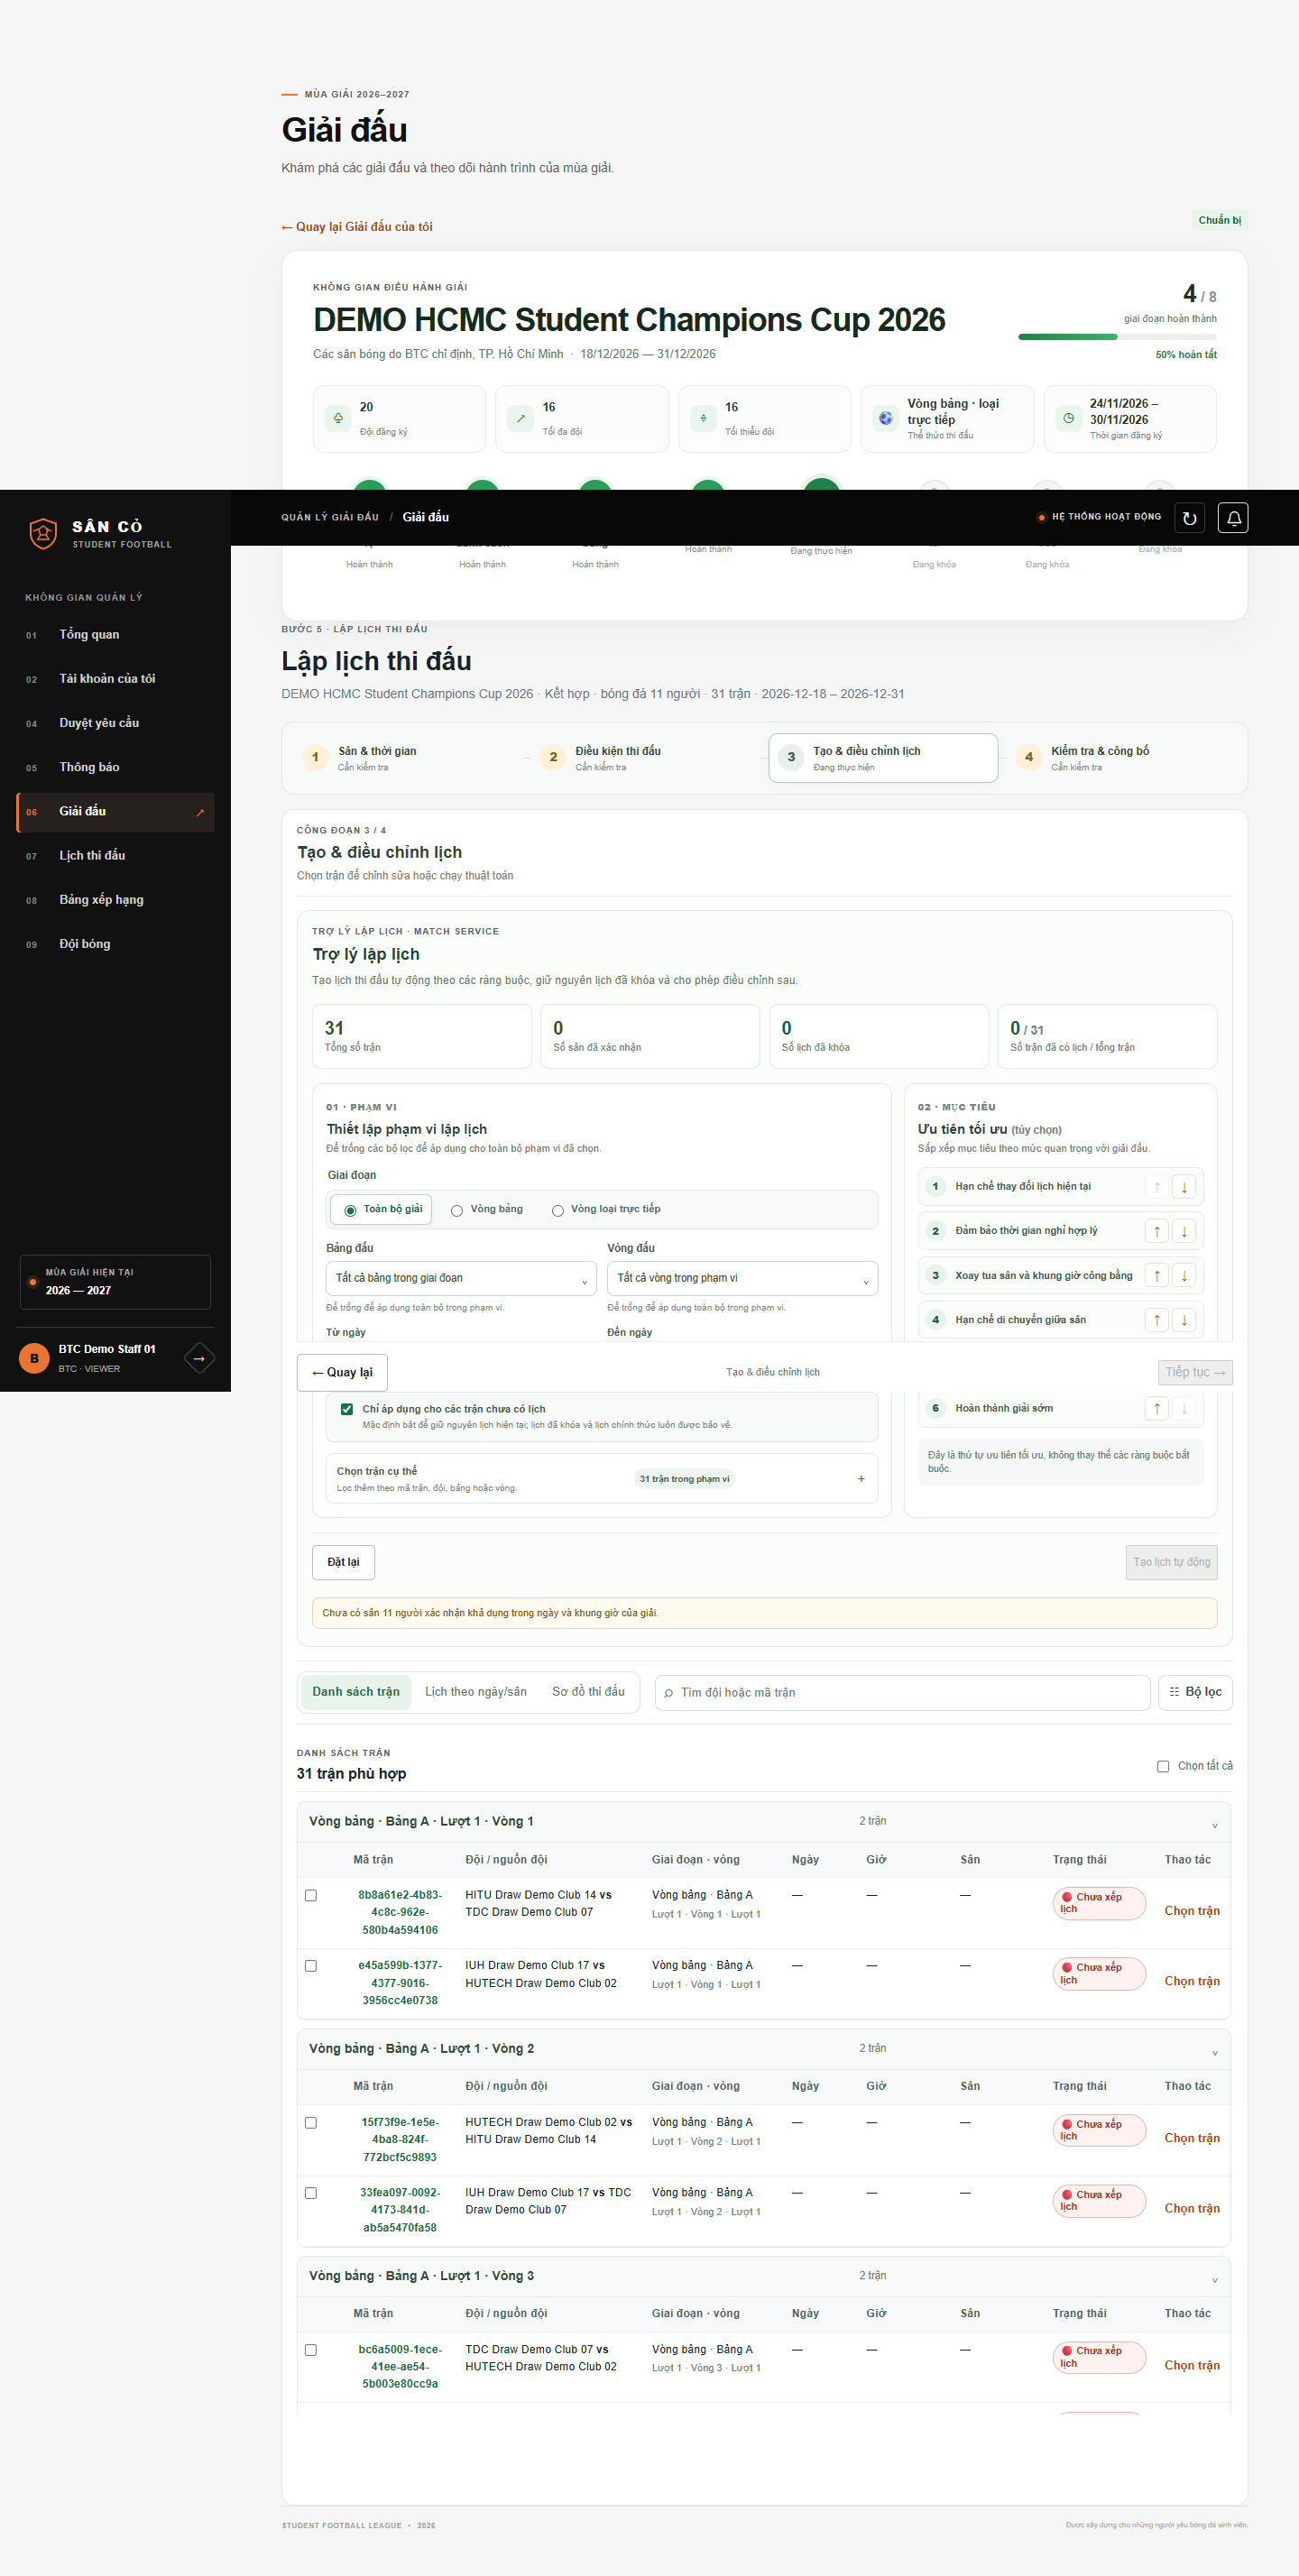 MÙA GIẢI 2026–2027
Giải đấu
Khám phá các giải đấu và theo dõi hành trình của mùa giải.
← Quay lại Giải đấu của tôi
Chuẩn bị
KHÔNG GIAN ĐIỀU HÀNH GIẢI
DEMO HCMC Student Champions Cup 2026
Các sân bóng do BTC chỉ định, TP. Hồ Chí Minh · 18/12/2026 — 31/12/2026
4 / 8
giai đoạn hoàn thành
50% hoàn tất
20
Đội đăng ký
16
Tối đa đội
16
Tối thiểu đội
Vòng bảng · loại
trực tiếp
Thể thức thi đấu
24/11/2026 –
30/11/2026
Thời gian đăng ký
SÂN CỎ
STUDENT FOOTBALL
QUẢN LÝ GIẢI ĐẤU / Giải đấu
HỆ THỐNG HOẠT ĐỘNG
Hoàn thành
Hoàn thành
Hoàn thành
Hoàn thành
Đang thực hiện
Đang khóa
Đang khóa
Đang khóa
KHÔNG GIAN QUẢN LÝ
01 Tổng quan
02 Tài khoản của tôi
04 Duyệt yêu cầu
05 Thông báo
06 Giải đấu ↗
07 Lịch thi đấu
08 Bảng xếp hạng
09 Đội bóng
MÙA GIẢI HIỆN TẠI
2026 — 2027
B
BTC Demo Staff 01
BTC · VIEWER
→
BƯỚC 5 · LẬP LỊCH THI ĐẤU
Lập lịch thi đấu
DEMO HCMC Student Champions Cup 2026 · Kết hợp · bóng đá 11 người · 31 trận · 2026-12-18 – 2026-12-31
1 Sân & thời gian
Cần kiểm tra
2 Điều kiện thi đấu
Cần kiểm tra
3 Tạo & điều chỉnh lịch
Đang thực hiện
4 Kiểm tra & công bố
Cần kiểm tra
CÔNG ĐOẠN 3 / 4
Tạo & điều chỉnh lịch
Chọn trận để chỉnh sửa hoặc chạy thuật toán
TRỢ LÝ LẬP LỊCH · MATCH SERVICE
Trợ lý lập lịch
Tạo lịch thi đấu tự động theo các ràng buộc, giữ nguyên lịch đã khóa và cho phép điều chỉnh sau.
31
Tổng số trận
0
Số sân đã xác nhận
0
Số lịch đã khóa
0 / 31
Số trận đã có lịch / tổng trận
01 · PHẠM VI
Thiết lập phạm vi lập lịch
Để trống các bộ lọc để áp dụng cho toàn bộ phạm vi đã chọn.
Giai đoạn
Toàn bộ giải
Vòng bảng
Vòng loại trực tiếp
Bảng đấu
Vòng đấu
Tất cả bảng trong giai đoạn
Tất cả vòng trong phạm vi
Để trống để áp dụng toàn bộ trong phạm vi.
Để trống để áp dụng toàn bộ trong phạm vi.
Từ ngày
Đến ngày
02 · MỤC TIÊU
Ưu tiên tối ưu (tùy chọn)
Sắp xếp mục tiêu theo mức quan trọng với giải đấu.
1 Hạn chế thay đổi lịch hiện tại ↑ ↓
2 Đảm bảo thời gian nghỉ hợp lý ↑ ↓
3 Xoay tua sân và khung giờ công bằng ↑ ↓
4 Hạn chế di chuyển giữa sân ↑ ↓
← Quay lại
Tạo & điều chỉnh lịch
Tiếp tục →
Chỉ áp dụng cho các trận chưa có lịch
Mặc định bật để giữ nguyên lịch hiện tại; lịch đã khóa và lịch chính thức luôn được bảo vệ.
6 Hoàn thành giải sớm ↑ ↓
Đây là thứ tự ưu tiên tối ưu, không thay thế các ràng buộc bắt
buộc.
Chọn trận cụ thể
Lọc thêm theo mã trận, đội, bảng hoặc vòng.
31 trận trong phạm vi
+
Đặt lại
Tạo lịch tự động
Chưa có sân 11 người xác nhận khả dụng trong ngày và khung giờ của giải.
Danh sách trận
Lịch theo ngày/sân
Sơ đồ thi đấu
Tìm đội hoặc mã trận
Bộ lọc
DANH SÁCH TRẬN
31 trận phù hợp
Chọn tất cả
Vòng bảng · Bảng A · Lượt 1 · Vòng 1 2 trận
Mã trận Đội / nguồn đội Giai đoạn · vòng Ngày Giờ Sân Trạng thái Thao tác
8b8a61e2-4b83-
4c8c-962e-
580b4a594106
HITU Draw Demo Club 14 vs
TDC Draw Demo Club 07
Vòng bảng · Bảng A
Lượt 1 · Vòng 1 · Lượt 1
— — —
Chưa xếp
lịch
Chọn trận
e45a599b-1377-
4377-9016-
3956cc4e0738
IUH Draw Demo Club 17 vs
HUTECH Draw Demo Club 02
Vòng bảng · Bảng A
Lượt 1 · Vòng 1 · Lượt 1
— — —
Chưa xếp
lịch
Chọn trận
Vòng bảng · Bảng A · Lượt 1 · Vòng 2 2 trận
Mã trận Đội / nguồn đội Giai đoạn · vòng Ngày Giờ Sân Trạng thái Thao tác
15f73f9e-1e5e-
4ba8-824f-
772bcf5c9893
HUTECH Draw Demo Club 02 vs
HITU Draw Demo Club 14
Vòng bảng · Bảng A
Lượt 1 · Vòng 2 · Lượt 1
— — —
Chưa xếp
lịch
Chọn trận
33fea097-0092-
4173-841d-
ab5a5470fa58
IUH Draw Demo Club 17 vs TDC
Draw Demo Club 07
Vòng bảng · Bảng A
Lượt 1 · Vòng 2 · Lượt 1
— — —
Chưa xếp
lịch
Chọn trận
Vòng bảng · Bảng A · Lượt 1 · Vòng 3 2 trận
Mã trận Đội / nguồn đội Giai đoạn · vòng Ngày Giờ Sân Trạng thái Thao tác
bc6a5009-1ece-
41ee-ae54-
5b003e80cc9a
TDC Draw Demo Club 07 vs
HUTECH Draw Demo Club 02
Vòng bảng · Bảng A
Lượt 1 · Vòng 3 · Lượt 1
— — —
Chưa xếp
lịch
Chọn trận
STUDENT FOOTBALL LEAGUE • 2026
Được xây dựng cho những người yêu bóng đá sinh viên.